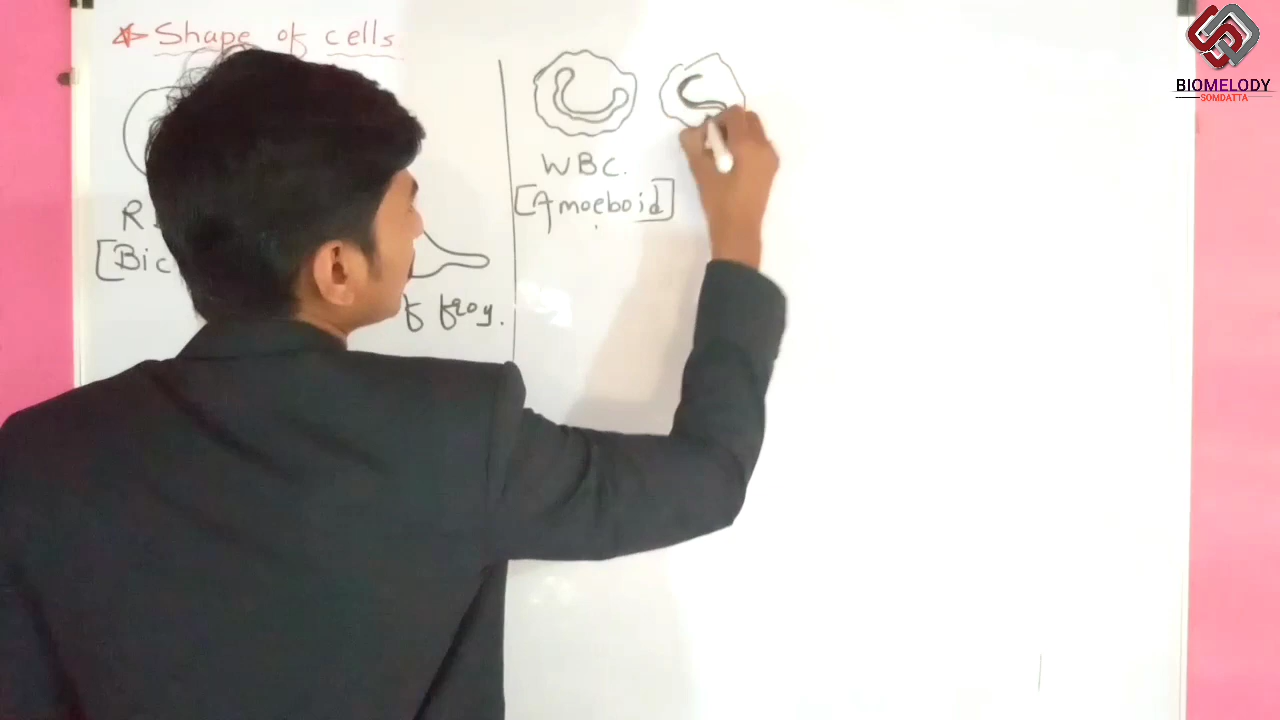 Shape of cells
WBC.
[Amoeboid]
R
[Bic
of frog.
BIOMELODY
SOMDATTA